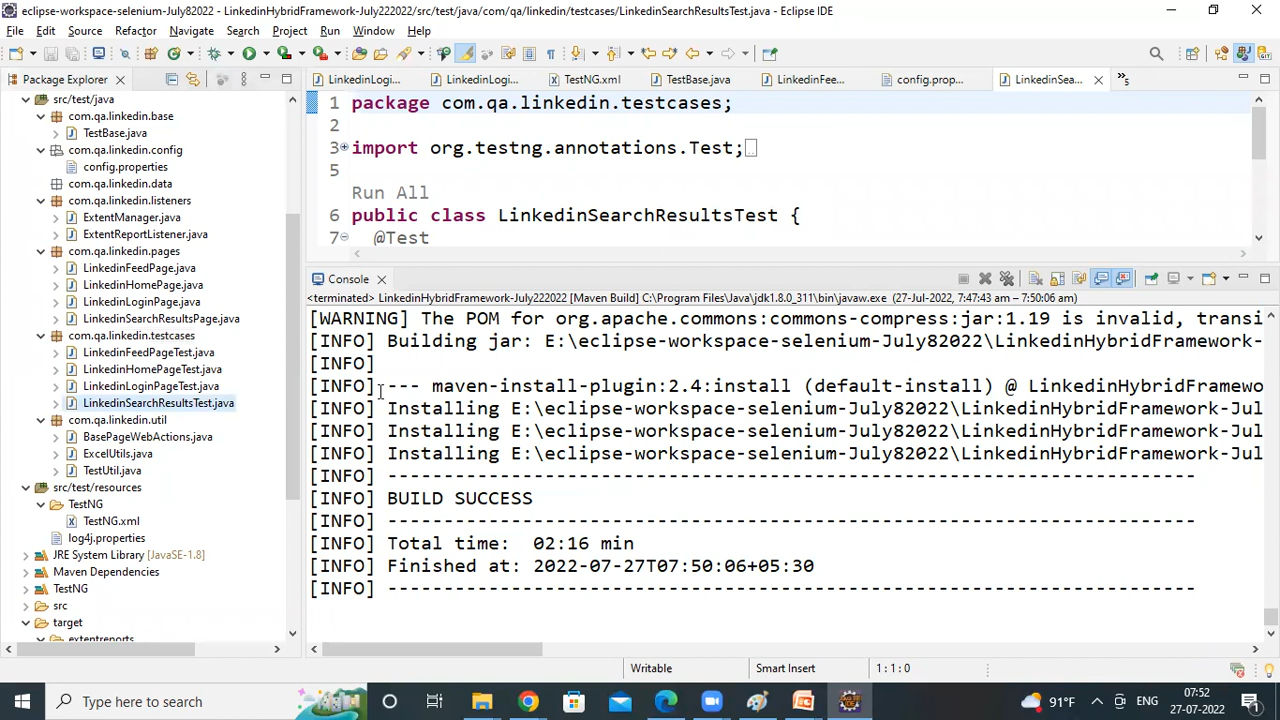 eclipse-workspace-selenium-July82022 - LinkedinHybridFramework-July222022/src/test/java/com/qa/linkedin/testcases/LinkedinSearchResultsTest.java - Eclipse IDE
File Edit Source Refactor Navigate Search Project Run Window Help
Package Explorer
LinkedinLogi...
LinkedinLogi...
TestNG.xml
TestBase.java
LinkedinFee...
config.prop...
LinkedinSea...
5
src/test/java
com.qa.linkedin.base
TestBase.java
com.qa.linkedin.config
config.properties
com.qa.linkedin.data
com.qa.linkedin.listeners
ExtentManager.java
ExtentReportListener.java
com.qa.linkedin.pages
LinkedinFeedPage.java
LinkedinHomePage.java
LinkedinLoginPage.java
LinkedinSearchResultsPage.java
com.qa.linkedin.testcases
LinkedinFeedPageTest.java
LinkedinHomePageTest.java
LinkedinLoginPageTest.java
LinkedinSearchResultsTest.java
com.qa.linkedin.util
BasePageWebActions.java
ExcelUtils.java
TestUtil.java
src/test/resources
TestNG
TestNG.xml
log4j.properties
JRE System Library [JavaSE-1.8]
Maven Dependencies
TestNG
src
target
extentreports
1 package com.qa.linkedin.testcases;
2
3 import org.testng.annotations.Test;
5
Run All
6 public class LinkedinSearchResultsTest {
7 @Test
Console
<terminated> LinkedinHybridFramework-July222022 [Maven Build] C:\Program Files\Java\jdk1.8.0_311\bin\javaw.exe (27-Jul-2022, 7:47:43 am – 7:50:06 am)
[WARNING] The POM for org.apache.commons:commons-compress:jar:1.19 is invalid, transi
[INFO] Building jar: E:\eclipse-workspace-selenium-July82022\LinkedinHybridFramework-
[INFO]
[INFO] --- maven-install-plugin:2.4:install (default-install) @ LinkedinHybridFramewo
[INFO] Installing E:\eclipse-workspace-selenium-July82022\LinkedinHybridFramework-Jul
[INFO] Installing E:\eclipse-workspace-selenium-July82022\LinkedinHybridFramework-Jul
[INFO] Installing E:\eclipse-workspace-selenium-July82022\LinkedinHybridFramework-Jul
[INFO] ------------------------------------------------------------------------
[INFO] BUILD SUCCESS
[INFO] ------------------------------------------------------------------------
[INFO] Total time:  02:16 min
[INFO] Finished at: 2022-07-27T07:50:06+05:30
[INFO] ------------------------------------------------------------------------
Writable
Smart Insert
1 : 1 : 0
Type here to search
91°F
ENG
07:52
27-07-2022
1